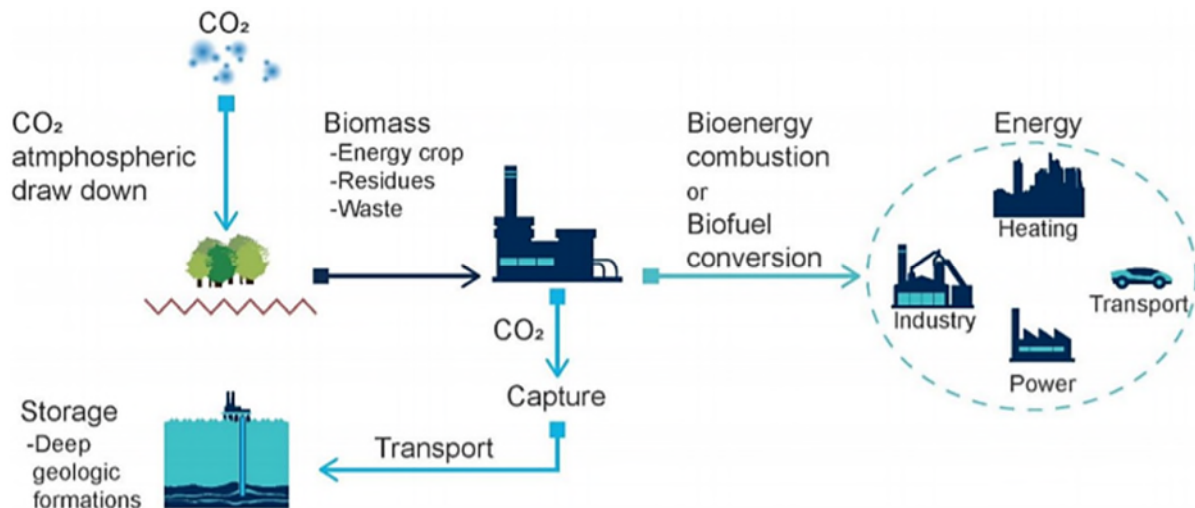 CO₂
CO₂
atmphospheric
draw down
Biomass
-Energy crop
-Residues
-Waste
Bioenergy
combustion
or
Biofuel
conversion
Energy
Heating
Industry
Transport
Power
CO₂
Capture
Transport
Storage
-Deep
geologic
formations